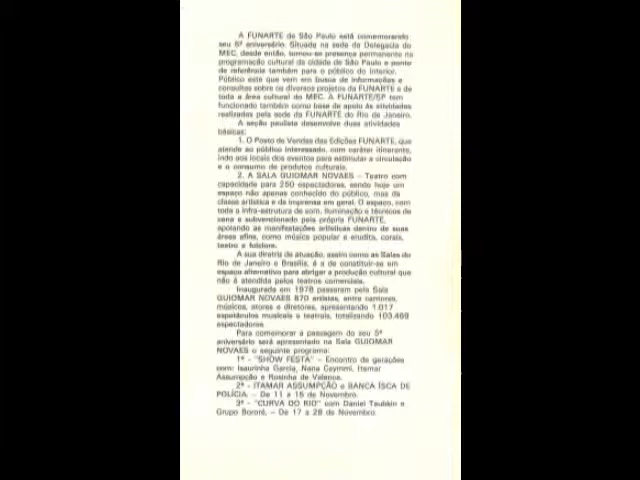 A FUNARTE de São Paulo está comemorando
seu 5º aniversário. Situada na sede da Delegacia do
MEC, desde então, tornou-se presença permanente na
programação cultural da cidade de São Paulo e ponto
de referência também para o público do interior.
Público este que vem em busca de informações e
consultas sobre os diversos projetos da FUNARTE e de
toda a área cultural do MEC. A FUNARTE/SP tem
funcionado também como base de apoio às atividades
realizadas pela sede da FUNARTE do Rio de Janeiro.
A seção paulista desenvolve duas atividades
básicas:
1. O Posto de Vendas das Edições FUNARTE, que
atende ao público interessado, com caráter itinerante,
indo aos locais dos eventos para estimular a circulação
e o consumo de produtos culturais.
2. A SALA GUIOMAR NOVAES – Teatro com
capacidade para 250 espectadores, sendo hoje um
espaço não apenas conhecido do público, mas da
classe artística e da imprensa em geral. O espaço, com
toda a infra-estrutura de som, iluminação e técnicos de
cena é subvencionado pela própria FUNARTE,
apoiando as manifestações artísticas dentro de suas
áreas afins, como música popular e erudita, corais,
teatro e folclore.
A sua diretriz de atuação, assim como as Salas do
Rio de Janeiro e Brasília, é a de constituir-se em
espaço alternativo para abrigar a produção cultural que
não é atendida pelos teatros comerciais.
Inaugurada em 1978 passaram pela Sala
GUIOMAR NOVAES 870 artistas, entre cantores,
músicos, atores e diretores, apresentando 1.017
espetáculos musicais e teatrais, totalizando
espectadores.
Para comemorar a passagem do seu 5º
aniversário será apresentado na Sala GUIOMAR
NOVAES o seguinte programa:
1º - "SHOW FESTA" – Encontro de gerações
com: Isaurinha Garcia, Nana Caymmi, Itamar
Assumpção e Rosinha de Valença.
2º - ITAMAR ASSUMPÇÃO e BANCA ISCA DE
POLÍCIA. – De 11 a 15 de Novembro.
3º - "CURVA DO RIO" com Daniel Taubkin e
Grupo Bororé. – De 17 a 28 de Novembro.